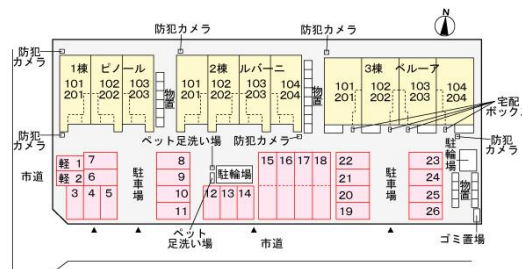 N
防犯カメラ
防犯カメラ
防犯
カメラ
1棟 ピノール
2棟 ルバーニ
3棟 ベルーア
101 102 103
201 202 203
物置
101 102 103 104
201 202 203 204
物置
101 102 103 104
201 202 203 204
宅配
ボックス
防犯
カメラ
ペット足洗い場
防犯カメラ
防犯
カメラ
市道
軽 1
軽 2
7
6
3 4 5
駐車場
8
9
10
11
駐輪場
12 13 14
15 16 17 18
22
21
20
19
駐車場
23
24
25
26
駐輪場
物置
ペット
足洗い場
市道
ゴミ置場